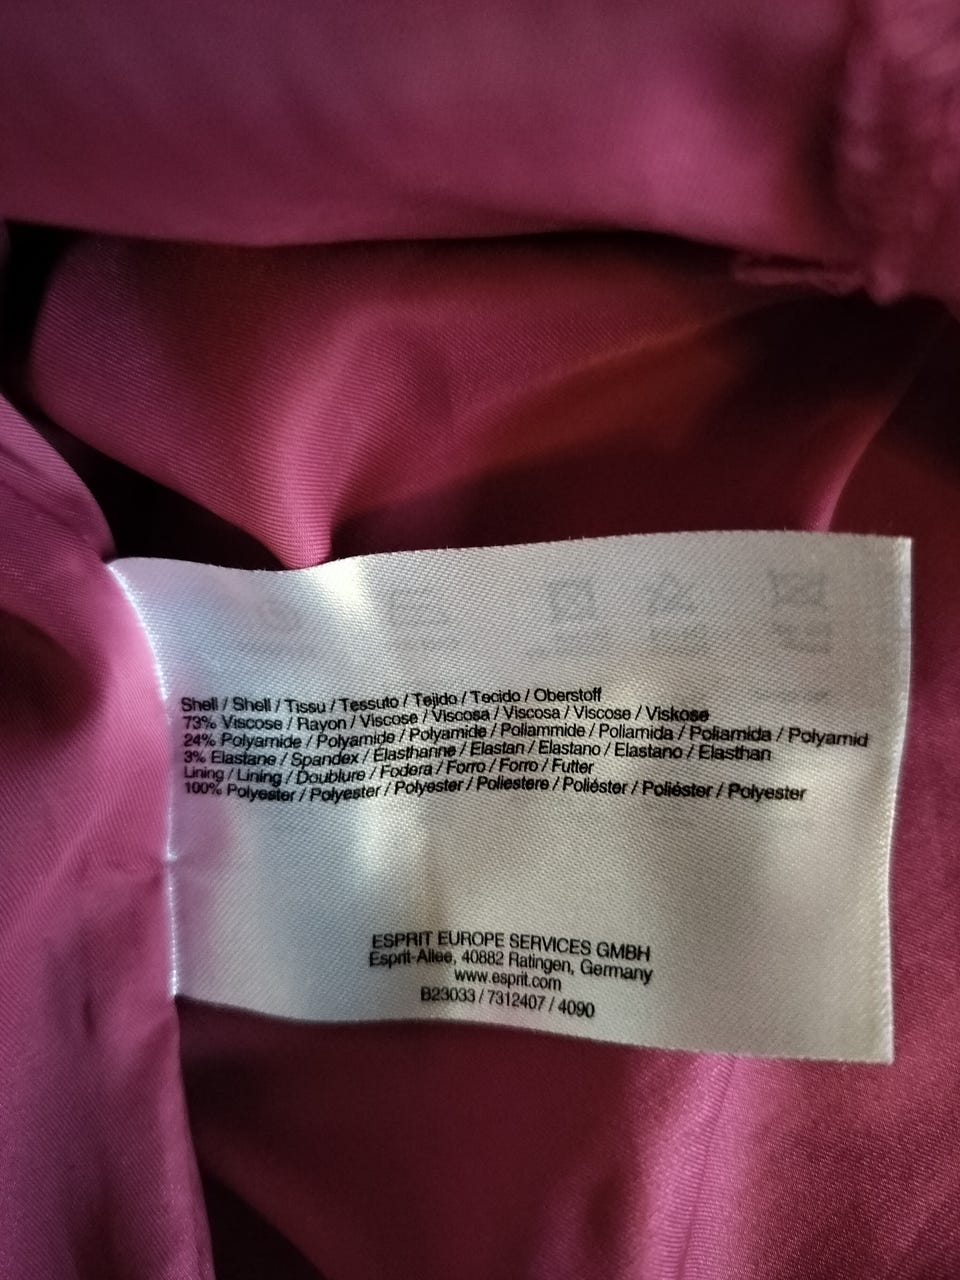 Shell / Shell / Tissu / Tessuto / Tejido / Tecido / Oberstoff
73% Viscose / Rayon / Viscose / Viscosa / Viscosa / Viscose / Viskose
24% Polyamide / Polyamide / Polyamide / Poliammide / Poliamida / Poliamida / Polyamid
3% Elastane / Spandex / Élasthanne / Elastan / Elastano / Elastano / Elasthan
Lining / Lining / Doublure / Fodera / Forro / Forro / Futter
100% Polyester / Polyester / Polyester / Poliestere / Poliéster / Poliéster / Polyester
ESPRIT EUROPE SERVICES GMBH
Esprit-Allee, 40882 Ratingen, Germany
www.esprit.com
B23033 / 7312407 / 4090